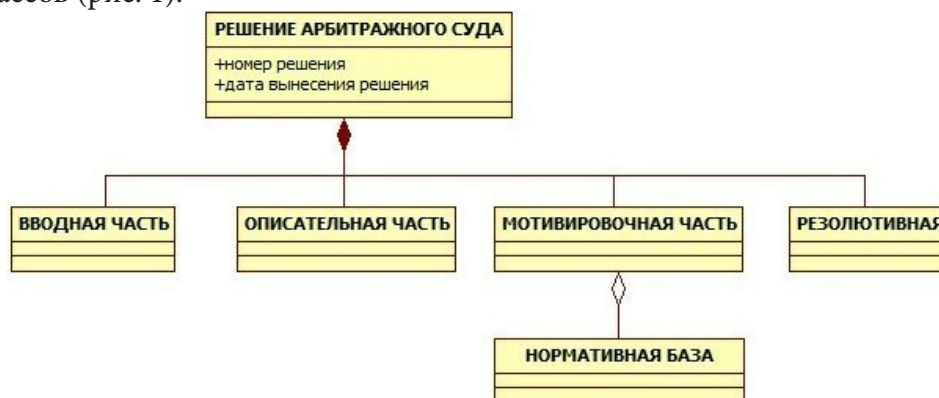 (рис. 1).
РЕШЕНИЕ АРБИТРАЖНОГО СУДА
+номер решения
+дата вынесения решения
ВВОДНАЯ ЧАСТЬ
ОПИСАТЕЛЬНАЯ ЧАСТЬ
МОТИВИРОВОЧНАЯ ЧАСТЬ
РЕЗОЛЮТИВНАЯ
НОРМАТИВНАЯ БАЗА